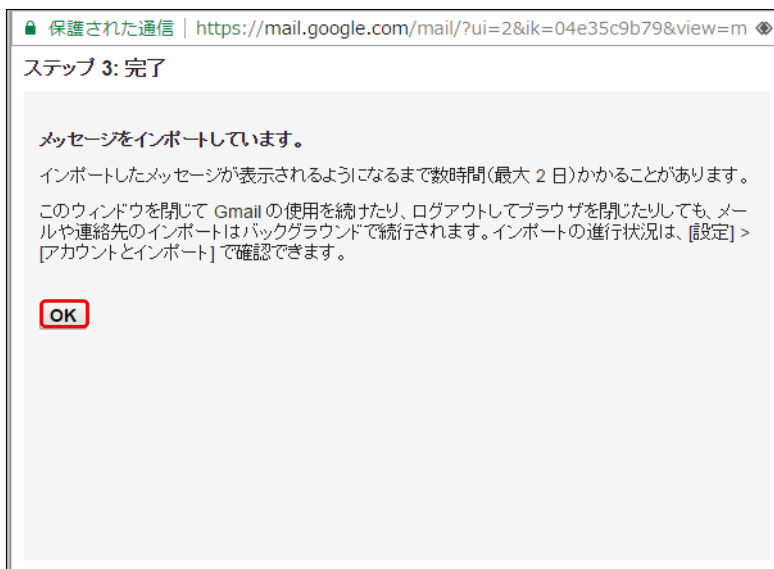 保護された通信 | https://mail.google.com/mail/?ui=2&ik=04e35c9b79&view=m
ステップ 3: 完了
メッセージをインポートしています。
インポートしたメッセージが表示されるようになるまで数時間(最大 2 日)かかることがあります。
このウィンドウを閉じて Gmail の使用を続けたり、ログアウトしてブラウザを閉じたりしても、メー
ルや連絡先のインポートはバックグラウンドで続行されます。インポートの進行状況は、[設定] >
[アカウントとインポート] で確認できます。
OK